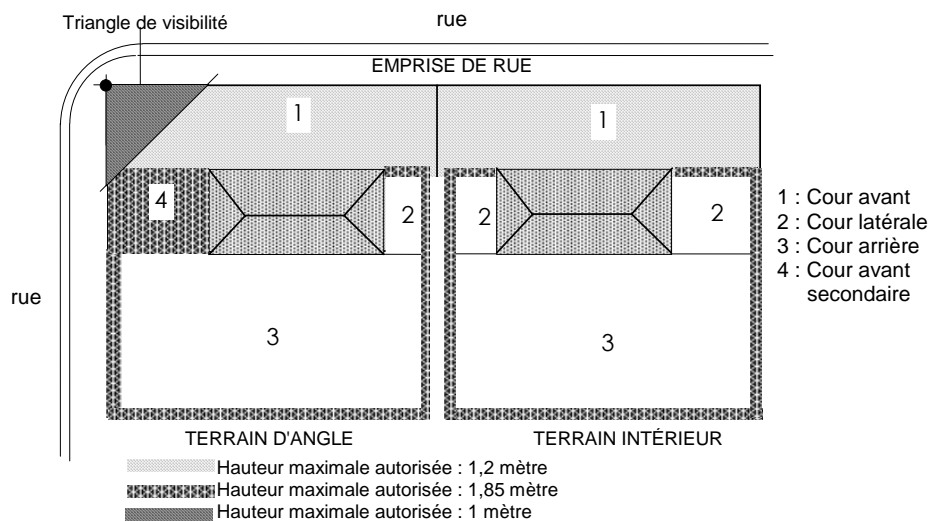 rue
Triangle de visibilité
EMPRISE DE RUE
1
1
4
2
2
2
1 : Cour avant
2 : Cour latérale
3 : Cour arrière
4 : Cour avant
secondaire
rue
3
3
TERRAIN D'ANGLE
TERRAIN INTÉRIEUR
Hauteur maximale autorisée : 1,2 mètre
Hauteur maximale autorisée : 1,85 mètre
Hauteur maximale autorisée : 1 mètre